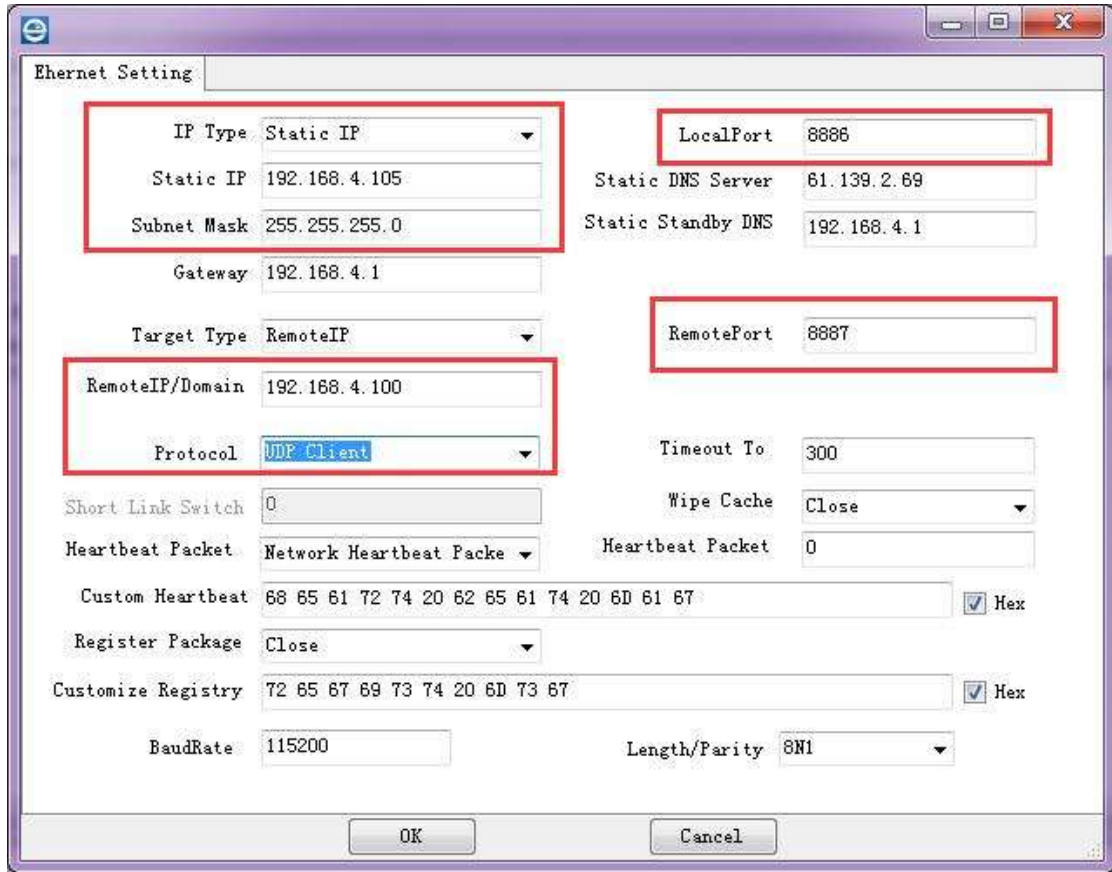 Ehernet Setting
IP Type Static IP LocalPort 8886
Static IP 192.168.4.105 Static DNS Server 61.139.2.69
Subnet Mask 255.255.255.0 Static Standby DNS 192.168.4.1
Gateway 192.168.4.1
Target Type RemoteIP RemotePort 8887
RemoteIP/Domain 192.168.4.100
Protocol UDP Client Timeout To 300
Short Link Switch 0 Wipe Cache Close
Heartbeat Packet Network Heartbeat Packe Heartbeat Packet 0
Custom Heartbeat 68 65 61 72 74 20 62 65 61 74 20 6D 61 67 Hex
Register Package Close
Customize Registry 72 65 67 69 73 74 20 6D 73 67 Hex
BaudRate 115200 Length/Parity 8N1
OK Cancel